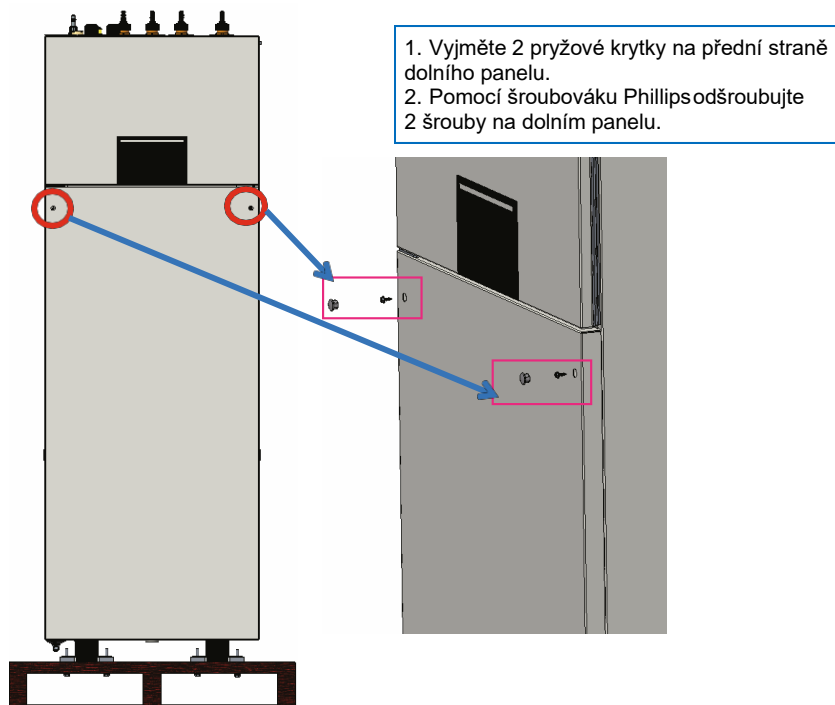 1. Vyjměte 2 pryžové krytky na přední straně
dolního panelu.
2. Pomocí šroubováku Phillipsodšroubujte
2 šrouby na dolním panelu.